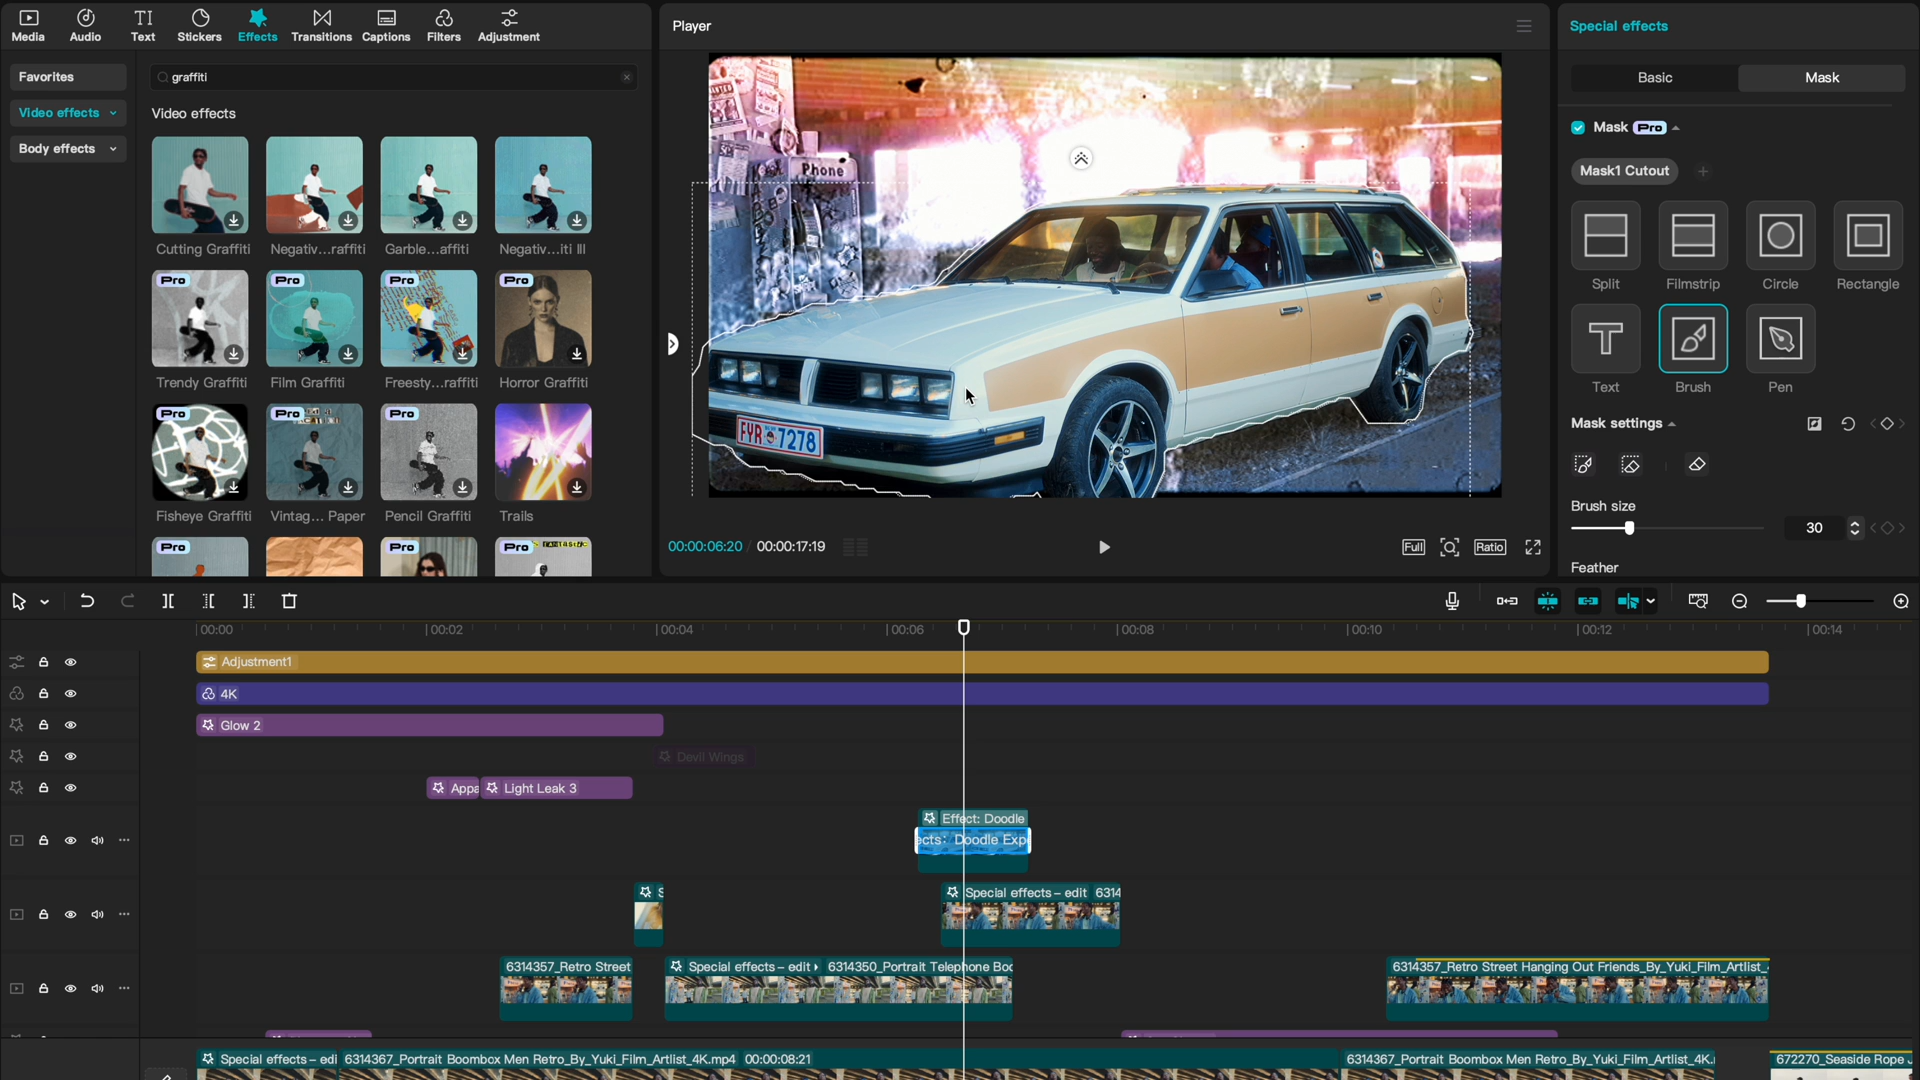 Media Audio Text Stickers Effects Transitions Captions Filters Adjustment
Player
Special effects
Favorites
Video effects
Body effects
graffiti
Video effects
Cutting Graffiti
Negativ...raffiti
Garble...affiti
Negativ...iti III
Pro
Pro
Pro
Pro
Trendy Graffiti
Film Graffiti
Freesty...raffiti
Horror Graffiti
Pro
Pro
Pro
Fisheye Graffiti
Vintag... Paper
Pencil Graffiti
Trails
Pro
Pro
Pro
WANTED
Phone
FYR 7278
00:00:06:20 / 00:00:17:19
Full
Ratio
Basic
Mask
Mask Pro
Mask1 Cutout
Split
Filmstrip
Circle
Rectangle
Text
Brush
Pen
Mask settings
Brush size
30
Feather
00:00
00:02
00:04
00:06
00:08
00:10
00:12
00:14
Adjustment1
4K
Glow 2
Devil Wings
Appa
Light Leak 3
Effect: Doodle
ects: Doodle Exp
S
Special effects – edit 6314
6314357_Retro Street
Special effects – edit
6314350_Portrait Telephone Boo
6314357_Retro Street Hanging Out Friends_By_Yuki_Film_Artlist_
Special effects – edi
6314367_Portrait Boombox Men Retro_By_Yuki_Film_Artlist_4K.mp4 00:00:08:21
6314367_Portrait Boombox Men Retro_By_Yuki_Film_Artlist_4K.
672270_Seaside Rope